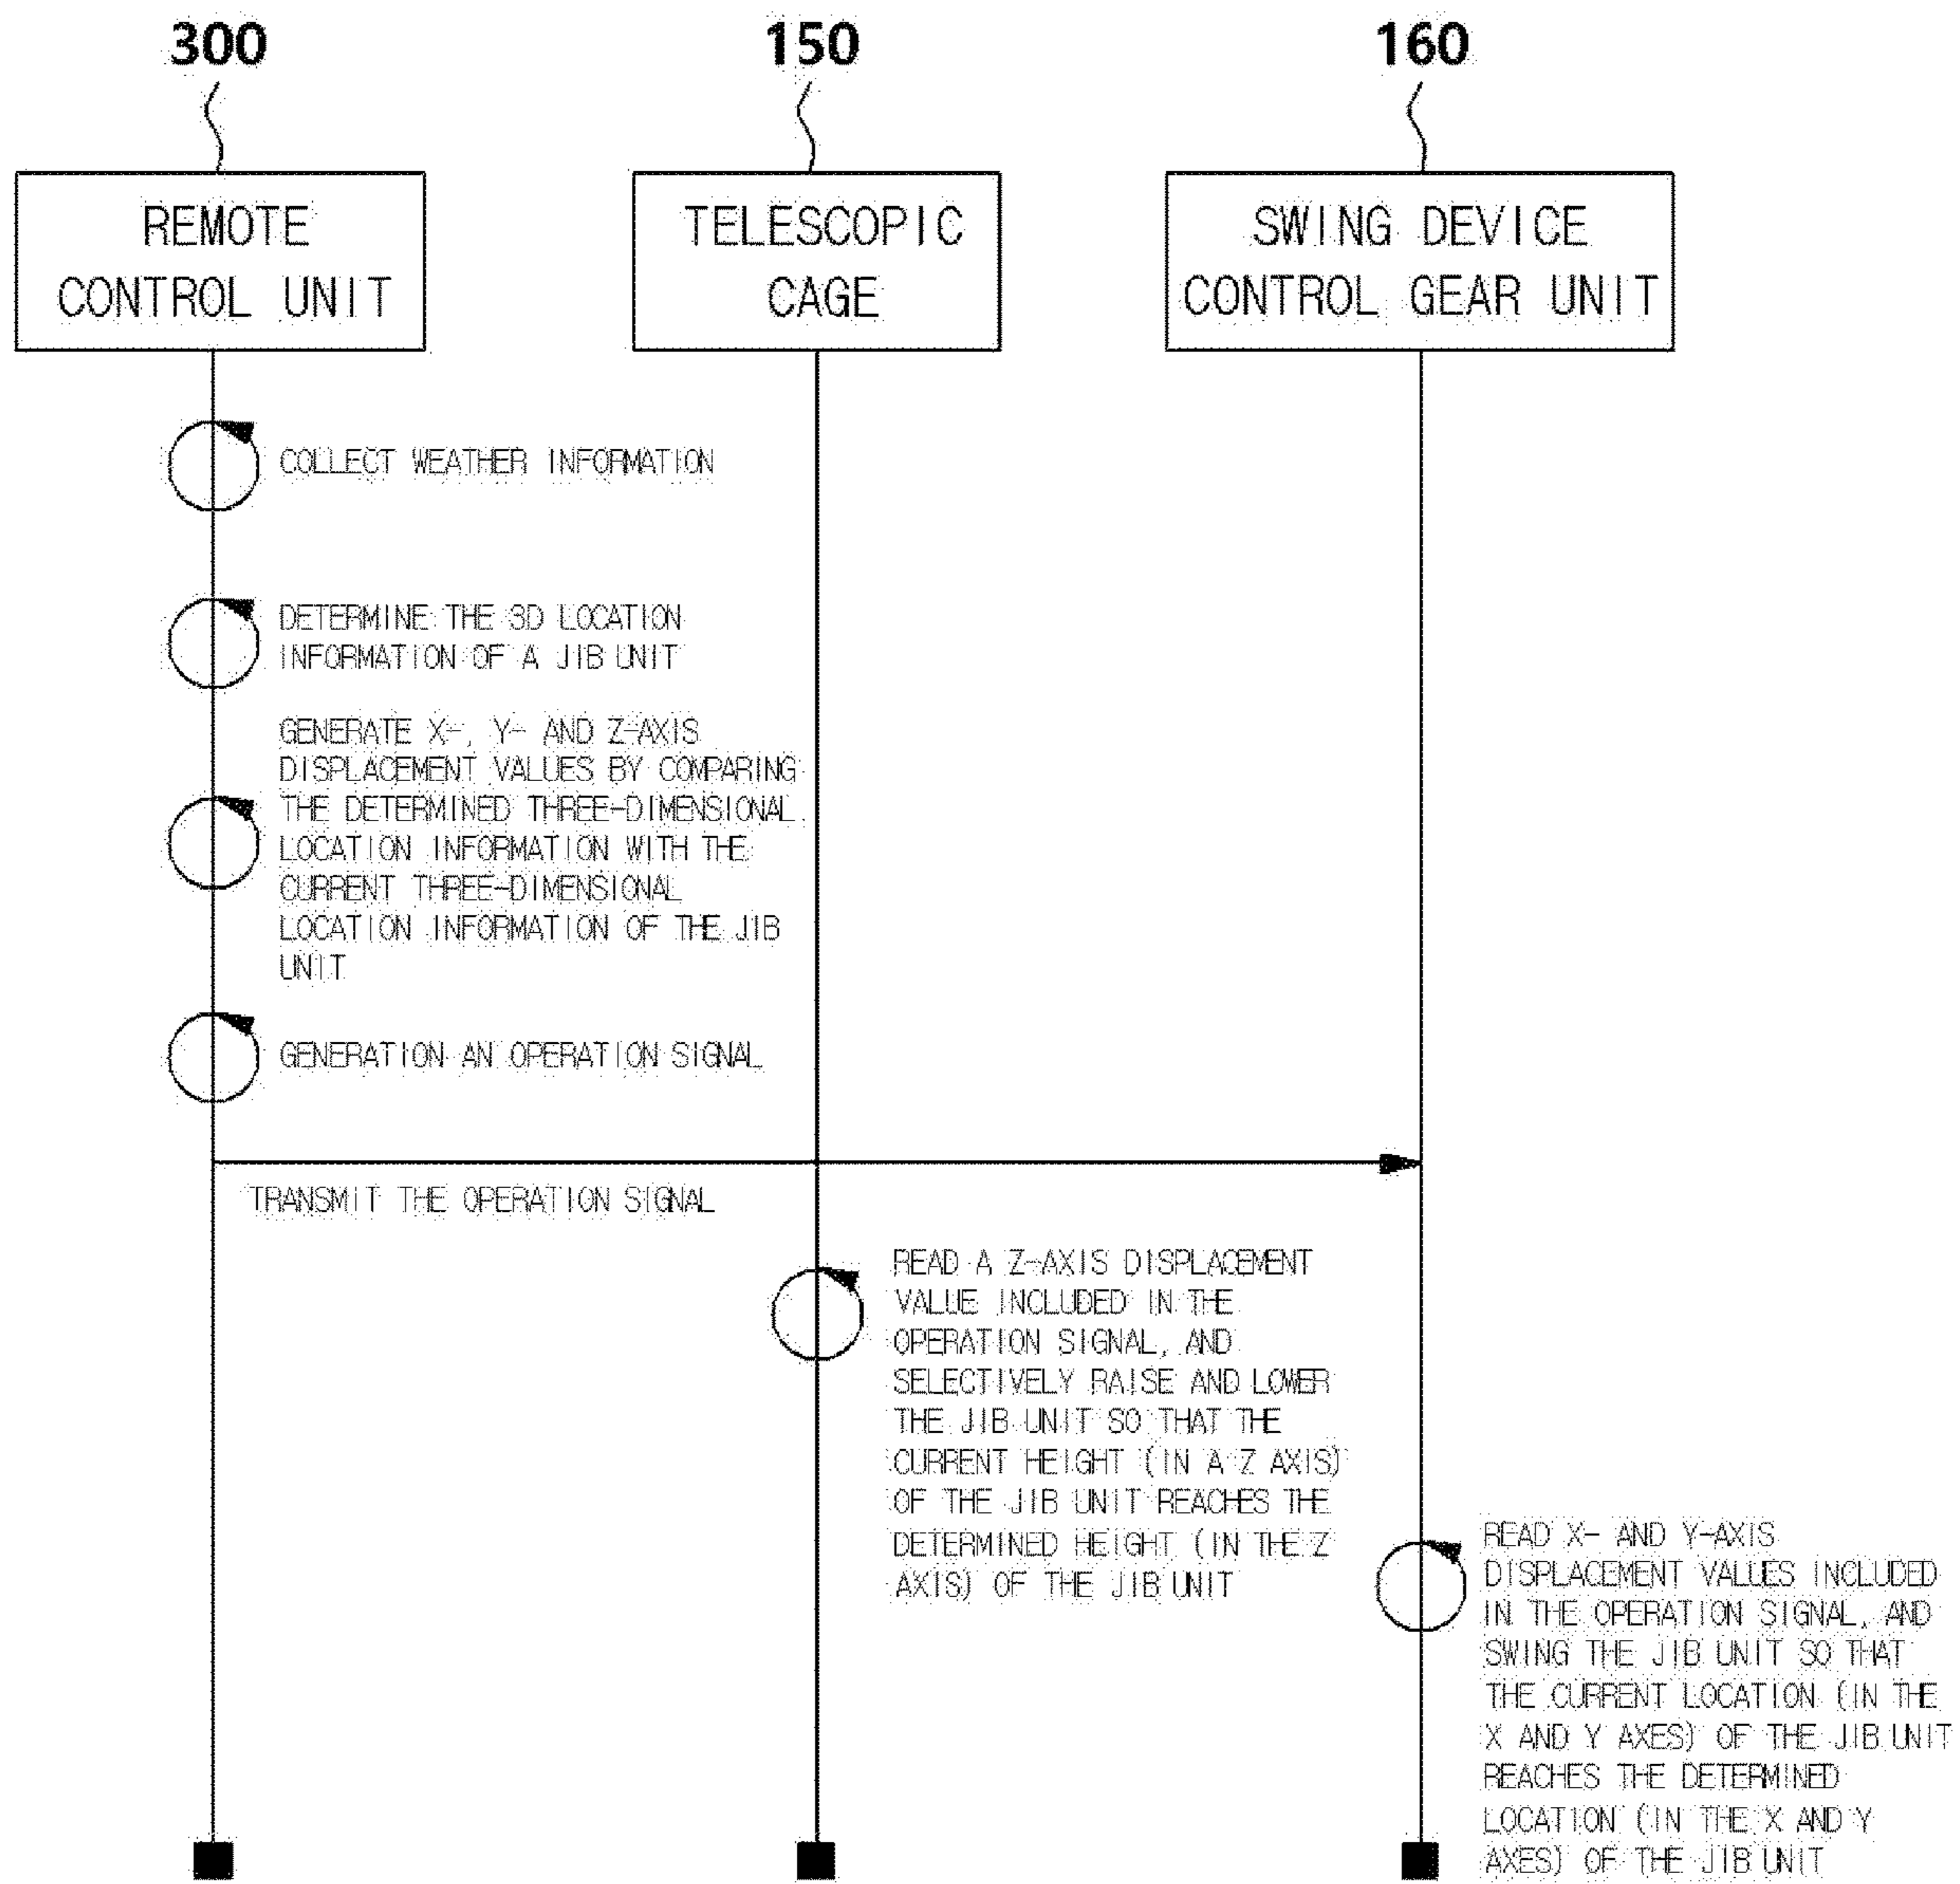 300
150
160
REMOTE
CONTROL UNIT
TELESCOPIC
CAGE
SWING DEVICE
CONTROL GEAR UNIT
COLLECT WEATHER INFORMATION
DETERMINE THE 3D LOCATION
INFORMATION OF A JIB UNIT
GENERATE X-, Y- AND Z-AXIS
DISPLACEMENT VALUES BY COMPARING
THE DETERMINED THREE-DIMENSIONAL
LOCATION INFORMATION WITH THE
CURRENT THREE-DIMENSIONAL
LOCATION INFORMATION OF THE JIB
UNIT
GENERATION AN OPERATION SIGNAL
TRANSMIT THE OPERATION SIGNAL
READ A Z-AXIS DISPLACEMENT
VALUE INCLUDED IN THE
OPERATION SIGNAL, AND
SELECTIVELY RAISE AND LOWER
THE JIB UNIT SO THAT THE
CURRENT HEIGHT (IN A Z AXIS)
OF THE JIB UNIT REACHES THE
DETERMINED HEIGHT (IN THE Z
AXIS) OF THE JIB UNIT
READ X- AND Y-AXIS
DISPLACEMENT VALUES INCLUDED
IN THE OPERATION SIGNAL, AND
SWING THE JIB UNIT SO THAT
THE CURRENT LOCATION (IN THE
X AND Y AXES) OF THE JIB UNIT
REACHES THE DETERMINED
LOCATION (IN THE X AND Y
AXES) OF THE JIB UNIT